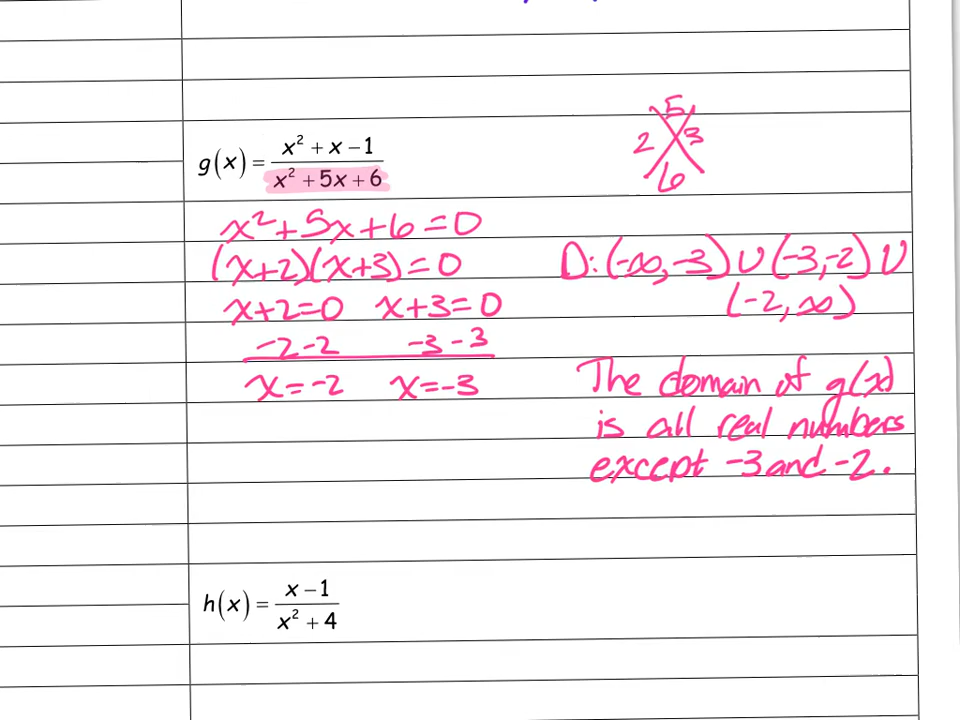 g(x) = (x² + x − 1)/(x² + 5x + 6)
5
2 3
6
x²+5x+6=0
(x+2)(x+3)=0
x+2=0 x+3=0
-2 -2 -3 -3
x=-2 x=-3
D: (-∞,-3) U (-3,-2) U
(-2, ∞)
The domain of g(x)
is all real numbers
except -3 and -2.
h(x) = (x − 1)/(x² + 4)